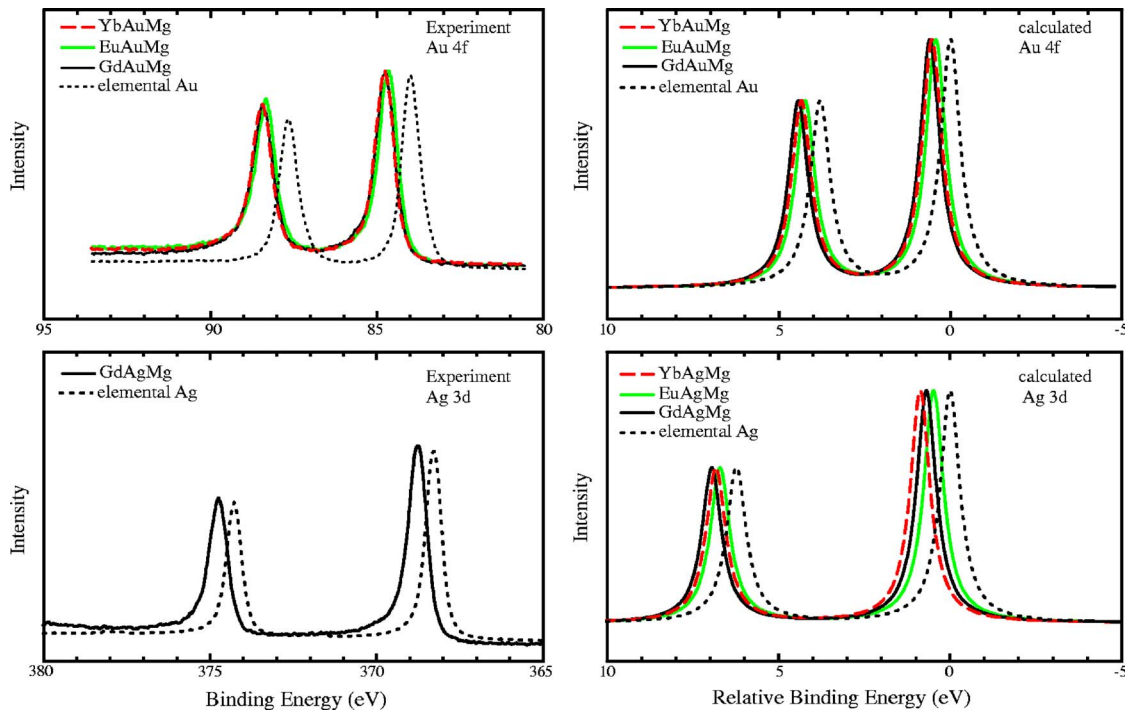 YbAuMg
EuAuMg
GdAuMg
elemental Au
Experiment
Au 4f
Intensity
95 90 85 80
YbAuMg
EuAuMg
GdAuMg
elemental Au
calculated
Au 4f
Intensity
10 5 0 -5
GdAgMg
elemental Ag
Experiment
Ag 3d
Intensity
380 375 370 365
Binding Energy (eV)
YbAgMg
EuAgMg
GdAgMg
elemental Ag
calculated
Ag 3d
Intensity
10 5 0 -5
Relative Binding Energy (eV)